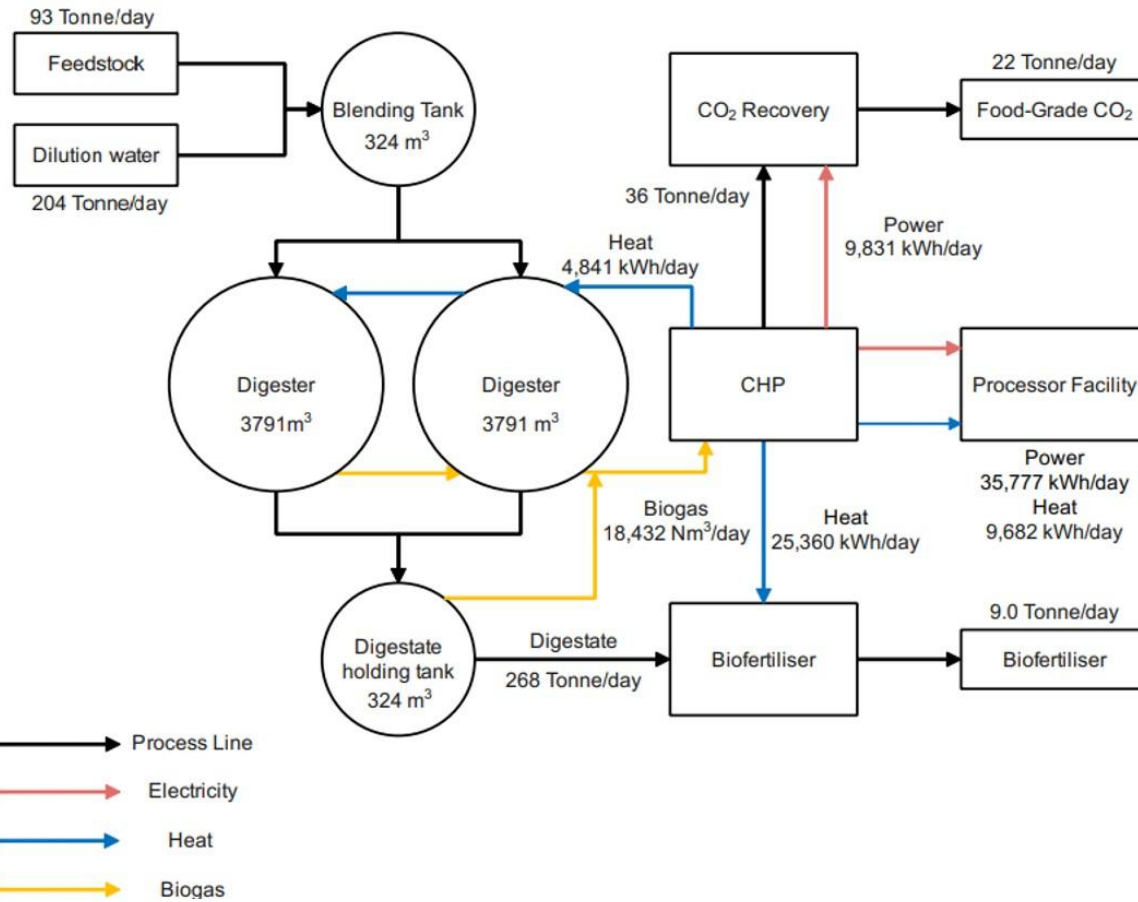 93 Tonne/day
Feedstock
Dilution water
204 Tonne/day
Blending Tank
324 m³
CO₂ Recovery
22 Tonne/day
Food-Grade CO₂
36 Tonne/day
Power
9,831 kWh/day
Heat
4,841 kWh/day
Digester
3791m³
Digester
3791 m³
CHP
Processor Facility
Power
35,777 kWh/day
Heat
9,682 kWh/day
Biogas
18,432 Nm³/day
Heat
25,360 kWh/day
Digestate
holding tank
324 m³
Digestate
268 Tonne/day
Biofertiliser
9.0 Tonne/day
Biofertiliser
Process Line
Electricity
Heat
Biogas